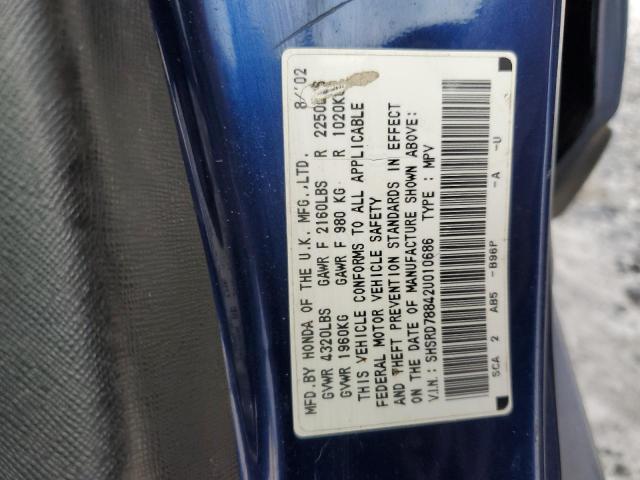 MFD.BY HONDA OF THE U.K. MFG.,LTD. 8/'02
GVWR 4320LBS GAWR F 2160LBS R 2250LBS
GVWR 1960KG GAWR F 980 KG R 1020KG
THIS VEHICLE CONFORMS TO ALL APPLICABLE
FEDERAL MOTOR VEHICLE SAFETY
AND THEFT PREVENTION STANDARDS IN EFFECT
ON THE DATE OF MANUFACTURE SHOWN ABOVE:
V.I.N.: SHSRD78842U010686 TYPE: MPV
SCA 2 AB5 -B96P -A -U